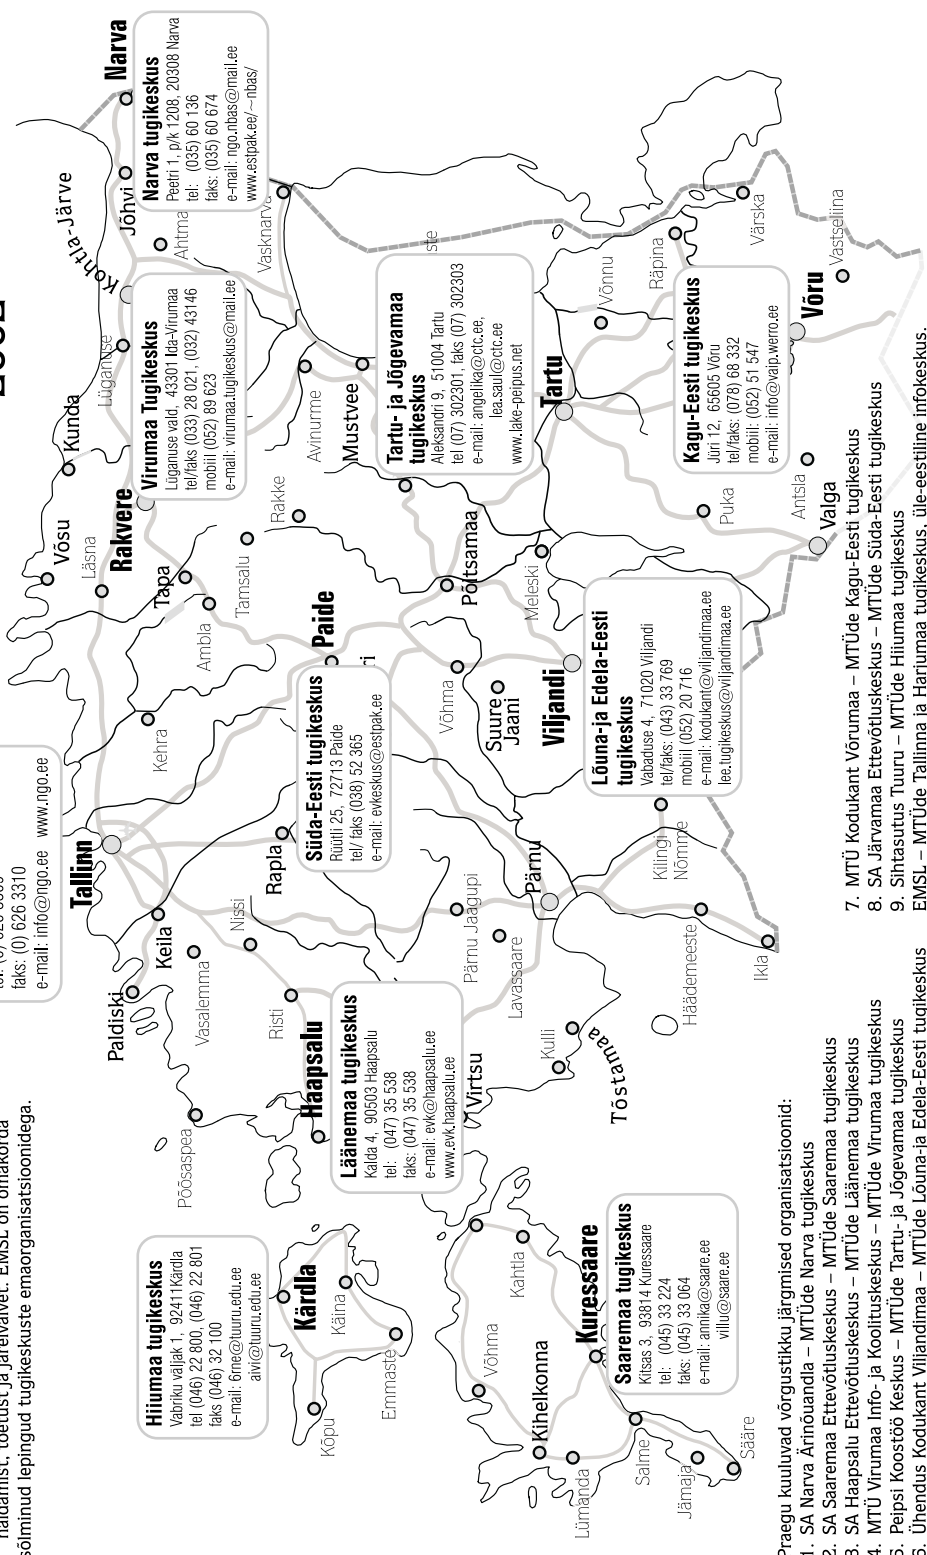 haldamist, toetust ja järelvalvet. EMSL on omakorda
sõlminud lepingud tugikeskuste emaorganisatsioonidega.
faks: (0) 626 3310
e-mail: info@ngo.ee www.ngo.ee
Narva tugikeskus
Peetri 1, p/k 1208, 20308 Narva
tel: (035) 60 136
faks: (035) 60 674
e-mail: ngo.nbas@mail.ee
www.estpak.ee/~nbas/
Virumaa Tugikeskus
Lüganuse vald, 43301 Ida-Virumaa
tel/faks (033) 28 021, (032) 43146
mobiil (052) 89 623
e-mail: virumaa.tugikeskus@mail.ee
Hiiumaa tugikeskus
Vabriku väljak 1, 92411Kärdla
tel (046) 22 800, (046) 22 801
faks (046) 32 100
e-mail: 6rne@tuuru.edu.ee
aivi@tuuru.edu.ee
Süda-Eesti tugikeskus
Rüütli 25, 72713 Paide
tel/ faks (038) 52 365
e-mail: evkeskus@estpak.ee
Läänemaa tugikeskus
Kalda 4, 90503 Haapsalu
tel: (047) 35 538
faks: (047) 35 538
e-mail: evk@haapsalu.ee
www.evk.haapsalu.ee
Tartu- ja Jõgevamaa
tugikeskus
Aleksandri 9, 51004 Tartu
tel (07) 302301, faks (07) 302303
e-mail: angelika@ctc.ee,
lea.saul@ctc.ee
www.lake-peipus.net
Lõuna-ja Edela-Eesti
tugikeskus
Vabaduse 4, 71020 Viljandi
tel/faks: (043) 33 769
mobiil (052) 20 716
e-mail: kodukant@viljandimaa.ee
lee.tugikeskus@viljandimaa.ee
Saaremaa tugikeskus
Kitsas 3, 93814 Kuressaare
tel: (045) 33 224
faks: (045) 33 064
e-mail: annika@saare.ee
villu@saare.ee
Kagu-Eesti tugikeskus
Jüri 12, 65605 Võru
tel/faks: (078) 68 332
mobiil: (052) 51 547
e-mail: info@vaip.werro.ee
Võsu
Kunda
Lüganuse
Kohtla-Järve
Jõhvi
Narva
Ahtma
Vasknarva
Läsna
Rakvere
Tapa
Ambla
Tamsalu
Rakke
Avinurme
Mustvee
Kehra
Tallinn
Keila
Paldiski
Vasalemma
Nissi
Rapla
Paide
ri
Risti
Põõsaspea
Haapsalu
Virtsu
Kärdla
Käina
Kõpu
Emmaste
Põltsamaa
Võhma
Suure
Jaani
Meleski
Viljandi
Tartu
ste
Võnnu
Räpina
Värska
Vastseliina
Võru
Puka
Antsla
Valga
Pärnu Jaagupi
Lavassaare
Pärnu
Kilingi
Nõmme
Häädemeeste
Ikla
Kulli
Tõstamaa
Kahtla
Võhma
Kihelkonna
Kuressaare
Lümanda
Salme
Jämaja
Sääre
Praegu kuuluvad võrgustikku järgmised organisatsioonid:
1. SA Narva Ärinõuandla – MTÜde Narva tugikeskus
2. SA Saaremaa Ettevõtluskeskus – MTÜde Saaremaa tugikeskus
3. SA Haapsalu Ettevõtluskeskus – MTÜde Läänemaa tugikeskus
4. MTÜ Virumaa Info- ja Koolituskeskus – MTÜde Virumaa tugikeskus
5. Peipsi Koostöö Keskus – MTÜde Tartu- ja Jõgevamaa tugikeskus
6. Ühendus Kodukant Viljandimaa – MTÜde Lõuna-ja Edela-Eesti tugikeskus
7. MTÜ Kodukant Võrumaa – MTÜde Kagu-Eesti tugikeskus
8. SA Järvamaa Ettevõtluskeskus – MTÜde Süda-Eesti tugikeskus
9. Sihtasutus Tuuru – MTÜde Hiiumaa tugikeskus
EMSL – MTÜde Tallinna ja Harjumaa tugikeskus, üle-eestiline infokeskus.